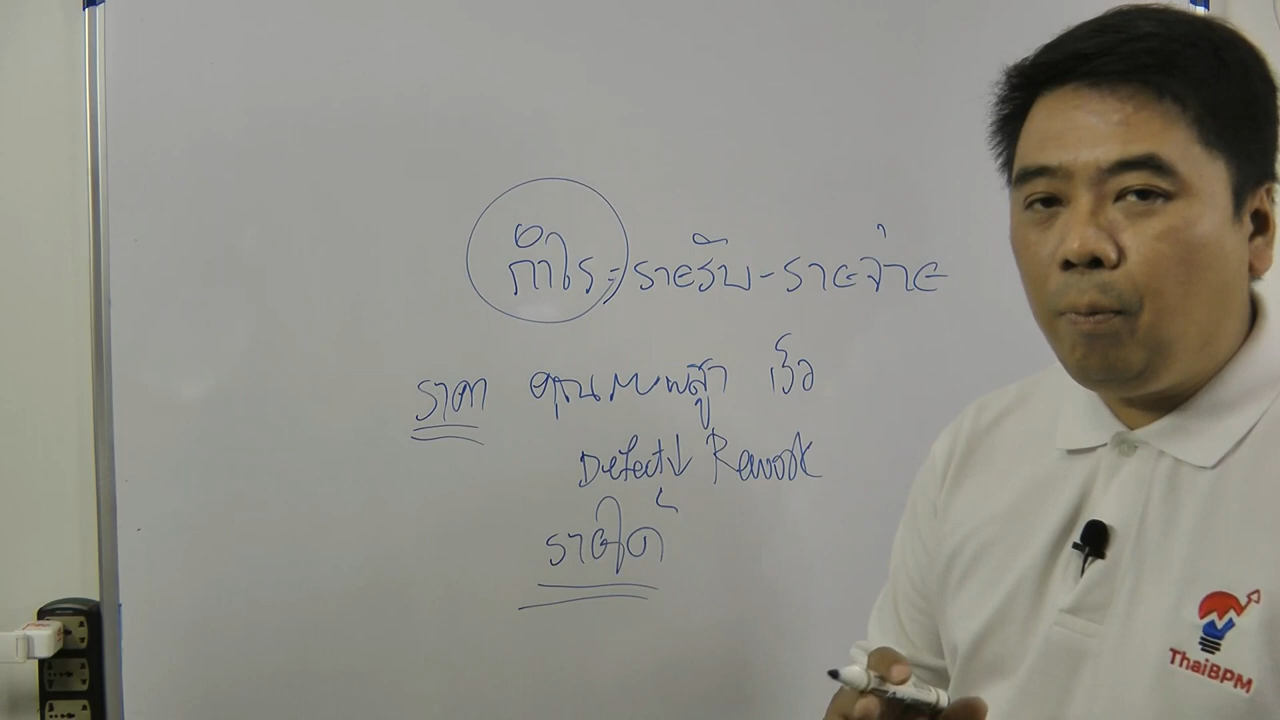 กำไร = รายรับ - รายจ่าย
ราคา คุณภาพสูง เร็ว
Defect↓ Rework
รายได้
ThaiBPM